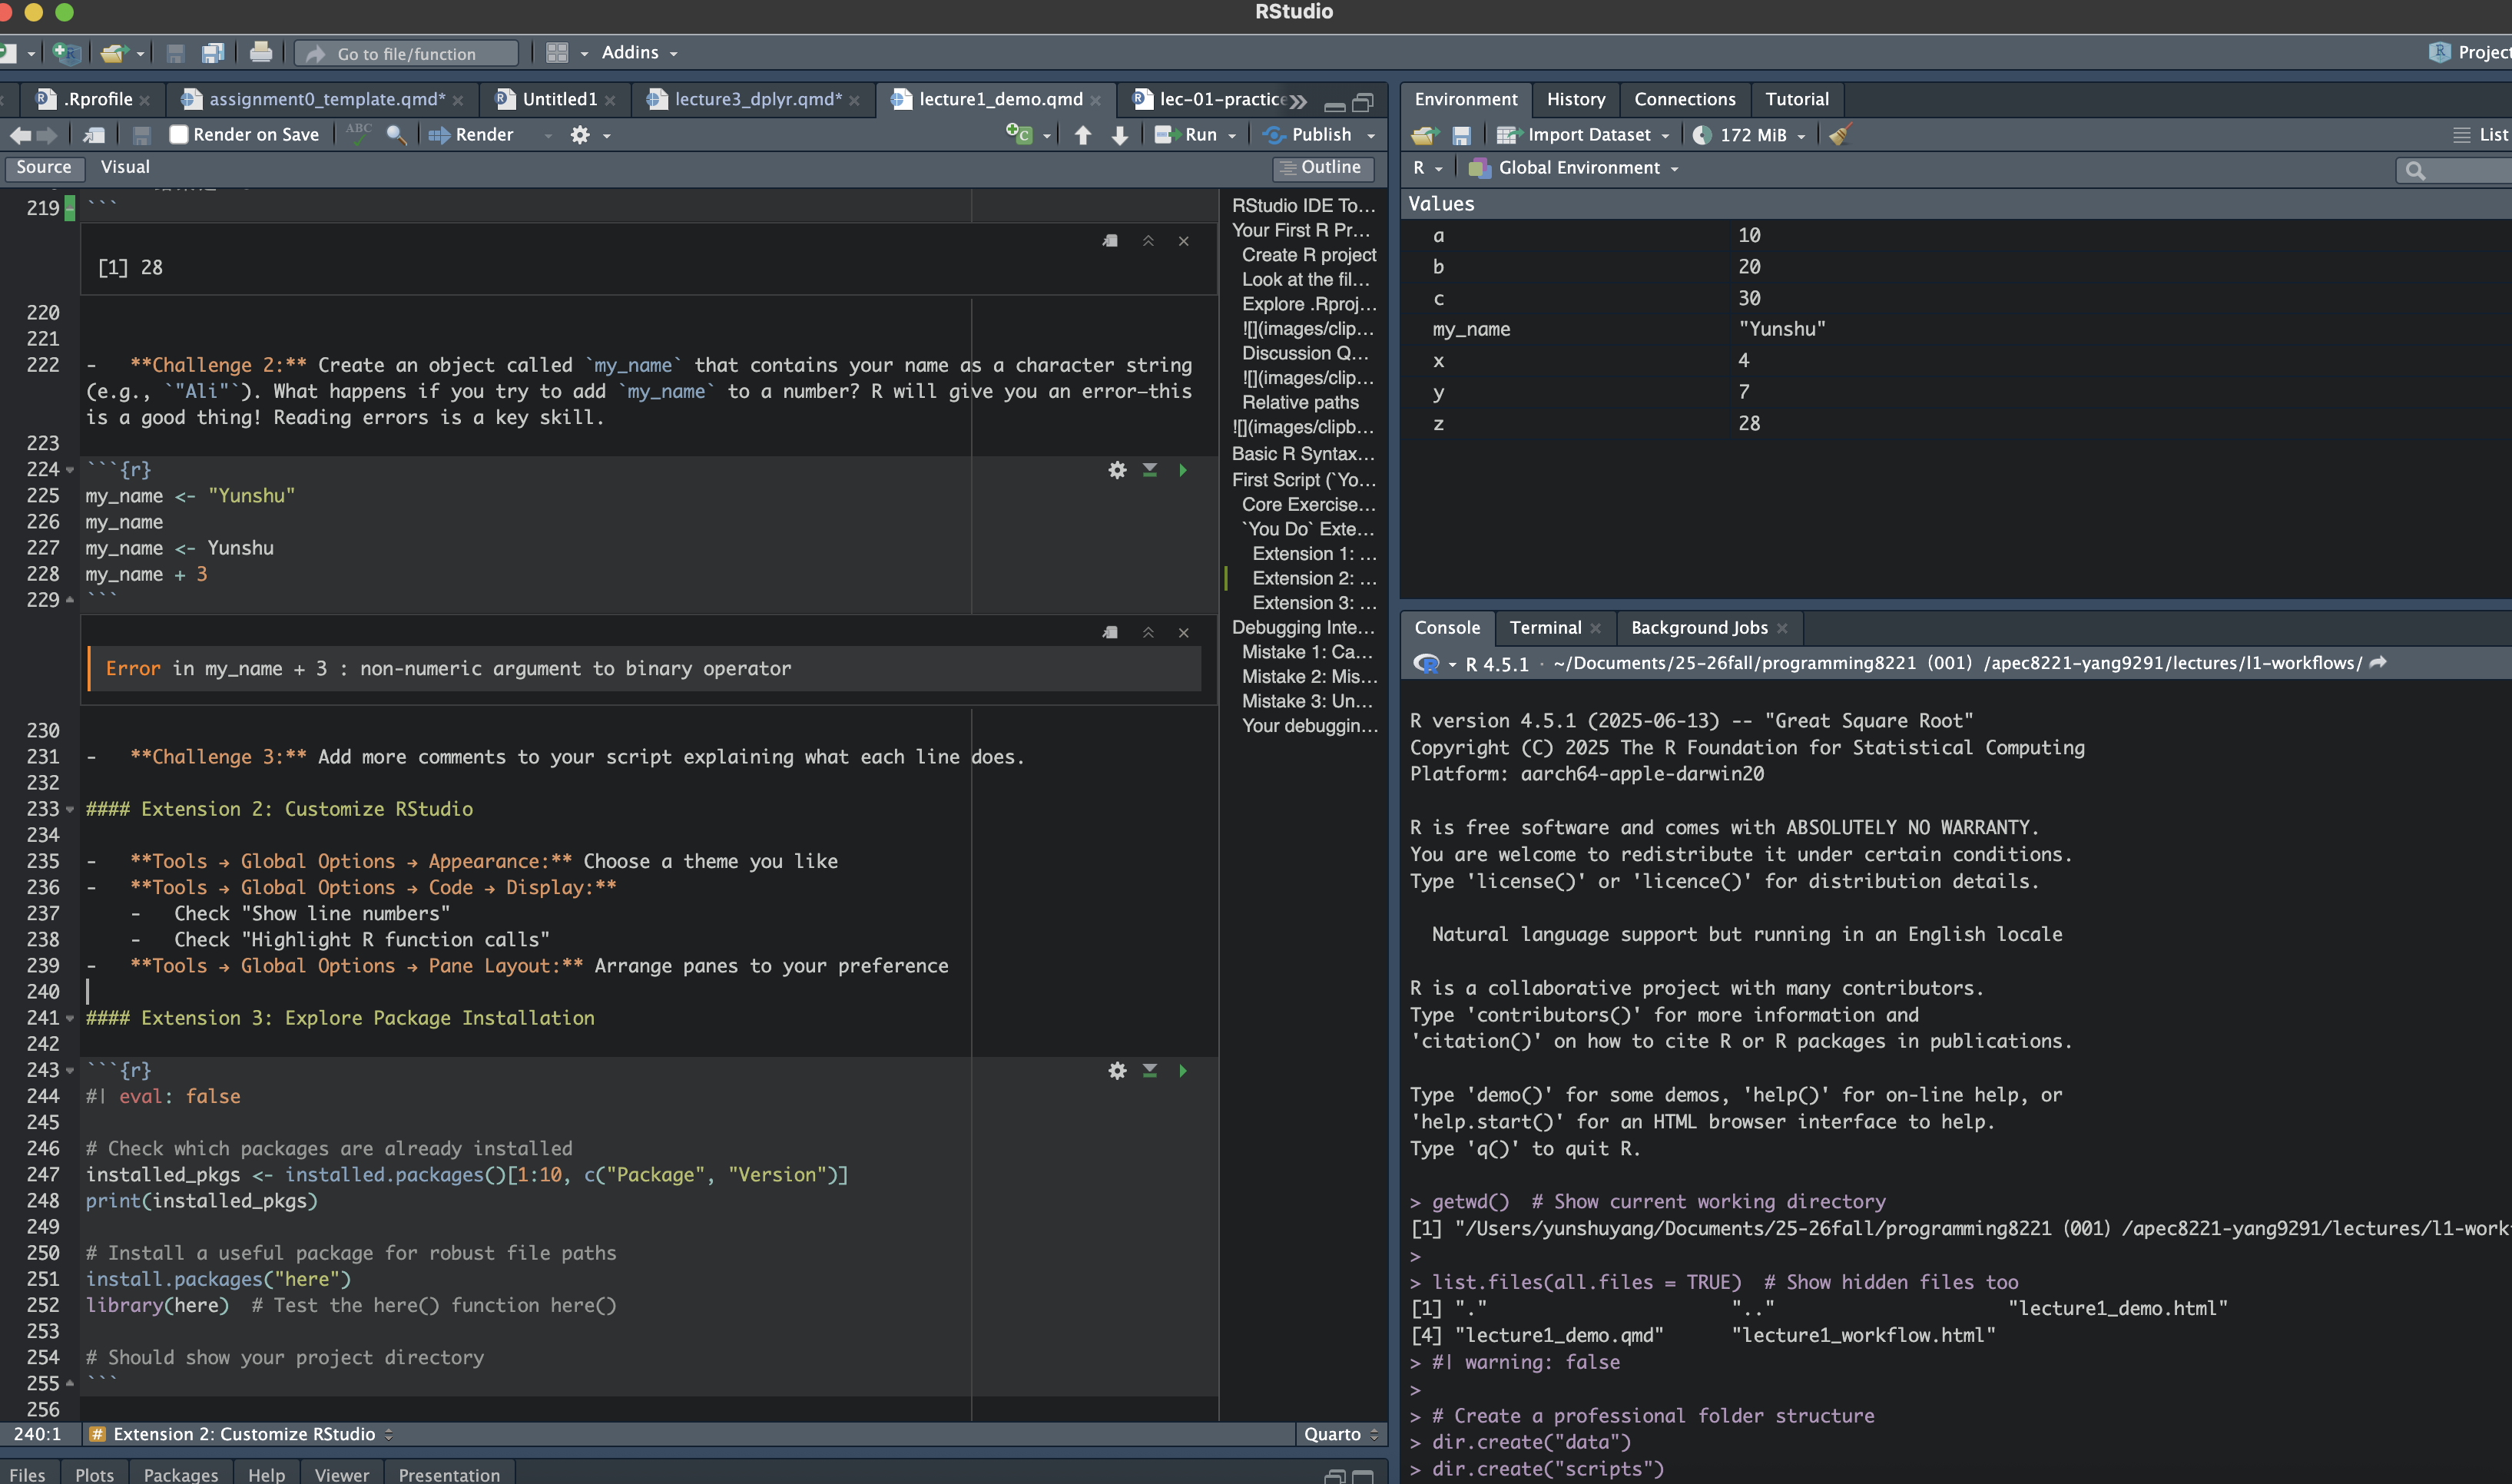 RStudio
Go to file/function
Addins
Project
.Rprofile
assignment0_template.qmd*
Untitled1
lecture3_dplyr.qmd*
lecture1_demo.qmd
lec-01-practice
Render on Save
ABC
Render
Run
Publish
Source
Visual
Outline
219 ```
[1] 28
220
221
222 -   **Challenge 2:** Create an object called `my_name` that contains your name as a character string
(e.g., `"Ali"`). What happens if you try to add `my_name` to a number? R will give you an error—this
is a good thing! Reading errors is a key skill.
223
224 ```{r}
225 my_name <- "Yunshu"
226 my_name
227 my_name <- Yunshu
228 my_name + 3
229 ```
Error in my_name + 3 : non-numeric argument to binary operator
230
231 -   **Challenge 3:** Add more comments to your script explaining what each line does.
232
233 #### Extension 2: Customize RStudio
234
235 -   **Tools → Global Options → Appearance:** Choose a theme you like
236 -   **Tools → Global Options → Code → Display:**
237     -   Check "Show line numbers"
238     -   Check "Highlight R function calls"
239 -   **Tools → Global Options → Pane Layout:** Arrange panes to your preference
240
241 #### Extension 3: Explore Package Installation
242
243 ```{r}
244 #| eval: false
245
246 # Check which packages are already installed
247 installed_pkgs <- installed.packages()[1:10, c("Package", "Version")]
248 print(installed_pkgs)
249
250 # Install a useful package for robust file paths
251 install.packages("here")
252 library(here)  # Test the here() function here()
253
254 # Should show your project directory
255 ```
256
240:1
# Extension 2: Customize RStudio
Quarto
Files
Plots
Packages
Help
Viewer
Presentation
RStudio IDE To...
Your First R Pr...
Create R project
Look at the fil...
Explore .Rproj...
![](images/clip...
Discussion Q...
![](images/clip...
Relative paths
![](images/clipb...
Basic R Syntax...
First Script (`Yo...
Core Exercise...
`You Do` Exte...
Extension 1: ...
Extension 2: ...
Extension 3: ...
Debugging Inte...
Mistake 1: Ca...
Mistake 2: Mis...
Mistake 3: Un...
Your debuggin...
Environment
History
Connections
Tutorial
Import Dataset
172 MiB
List
R
Global Environment
Values
a 10
b 20
c 30
my_name "Yunshu"
x 4
y 7
z 28
Console
Terminal
Background Jobs
R 4.5.1 · ~/Documents/25-26fall/programming8221 (001) /apec8221-yang9291/lectures/l1-workflows/
R version 4.5.1 (2025-06-13) -- "Great Square Root"
Copyright (C) 2025 The R Foundation for Statistical Computing
Platform: aarch64-apple-darwin20
R is free software and comes with ABSOLUTELY NO WARRANTY.
You are welcome to redistribute it under certain conditions.
Type 'license()' or 'licence()' for distribution details.
Natural language support but running in an English locale
R is a collaborative project with many contributors.
Type 'contributors()' for more information and
'citation()' on how to cite R or R packages in publications.
Type 'demo()' for some demos, 'help()' for on-line help, or
'help.start()' for an HTML browser interface to help.
Type 'q()' to quit R.
> getwd()  # Show current working directory
[1] "/Users/yunshuyang/Documents/25-26fall/programming8221 (001) /apec8221-yang9291/lectures/l1-work
>
> list.files(all.files = TRUE)  # Show hidden files too
[1] "." ".." "lecture1_demo.html"
[4] "lecture1_demo.qmd" "lecture1_workflow.html"
> #| warning: false
>
> # Create a professional folder structure
> dir.create("data")
> dir.create("scripts")